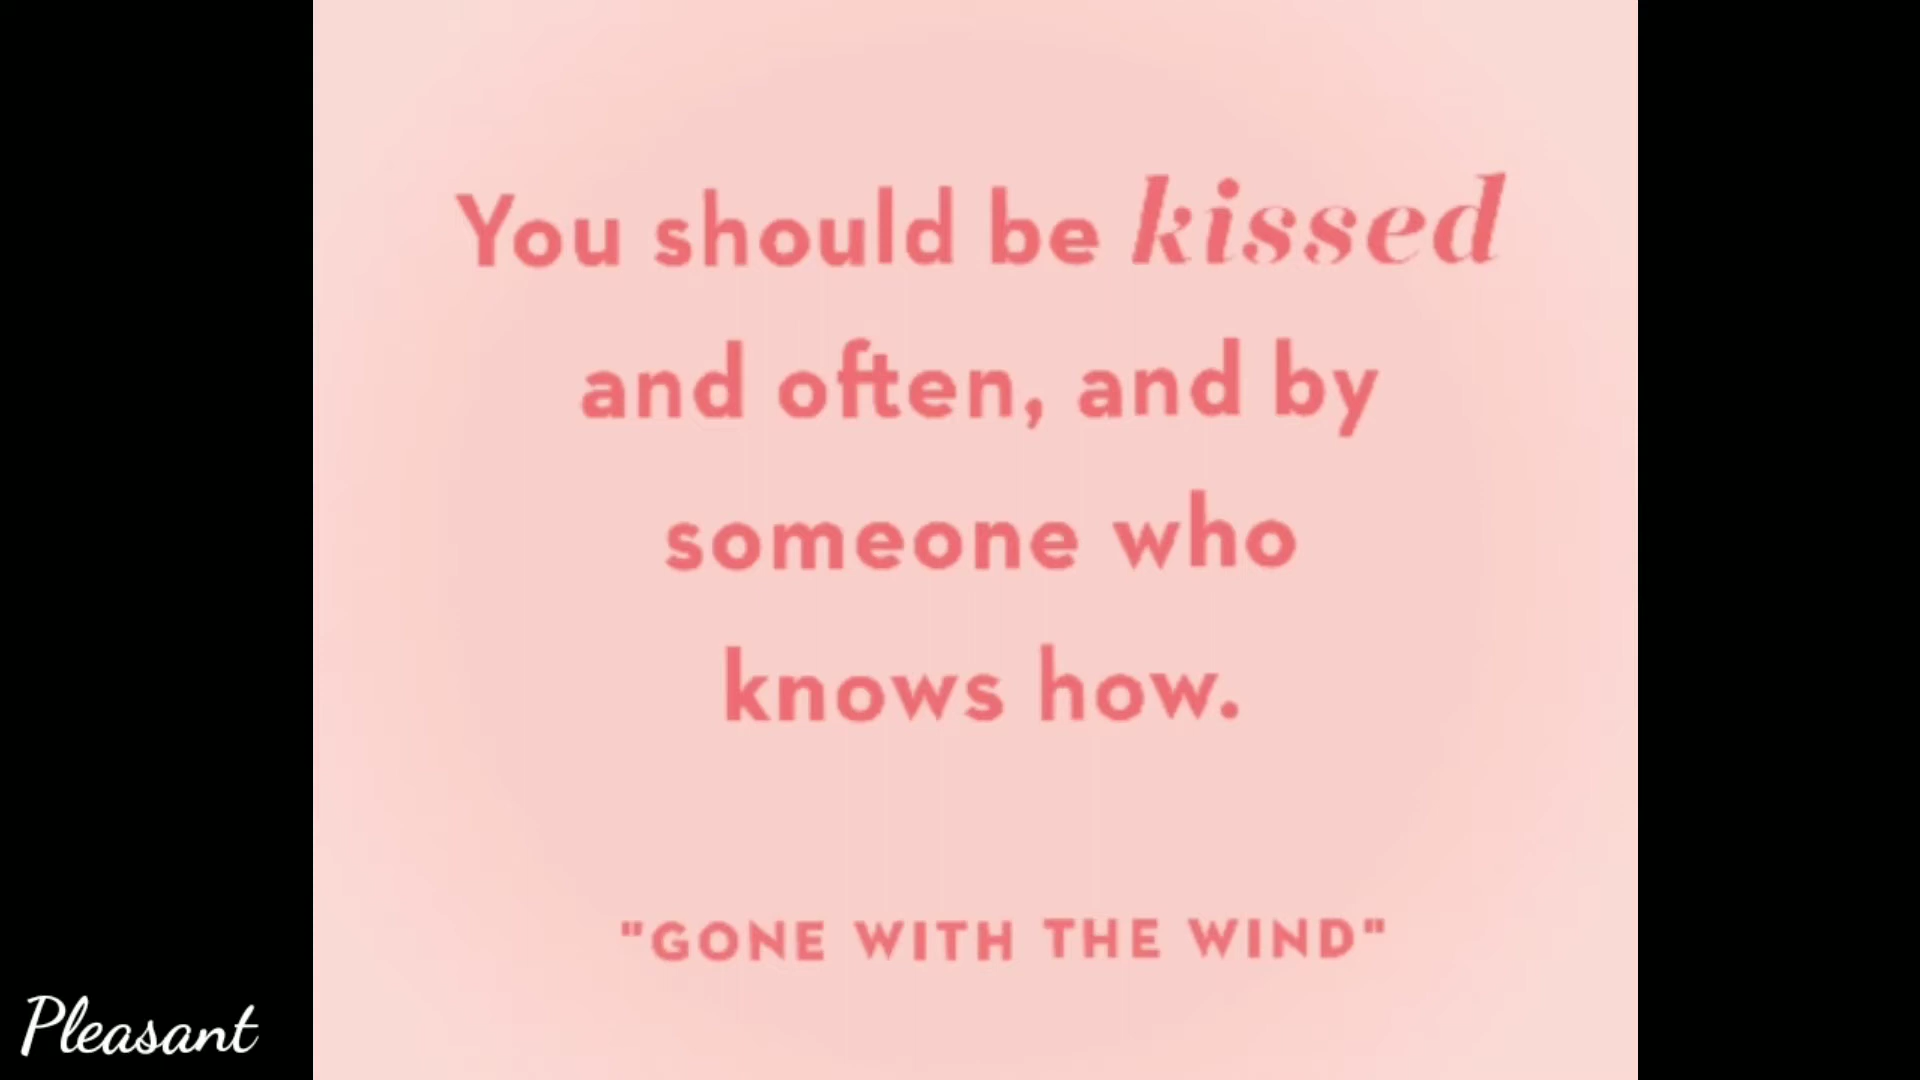 You should be kissed
and often, and by
someone who
knows how.
"GONE WITH THE WIND"
Pleasant